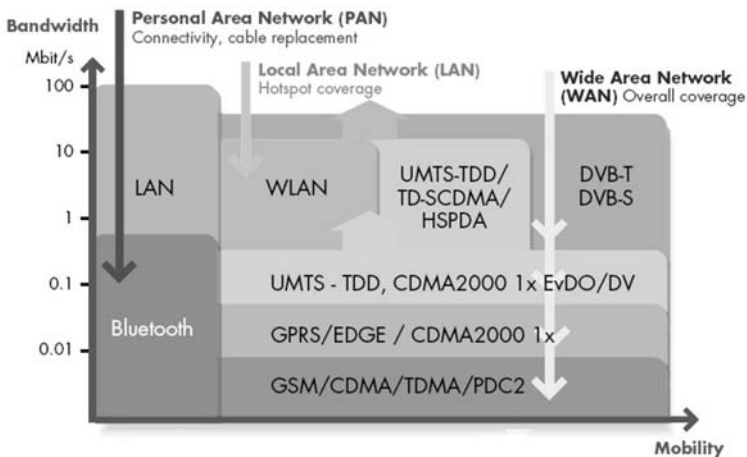 Bandwidth
Personal Area Network (PAN)
Connectivity, cable replacement
Mbit/s
Local Area Network (LAN)
Hotspot coverage
Wide Area Network
(WAN) Overall coverage
100
10
1
0.1
0.01
LAN
WLAN
UMTS-TDD/
TD-SCDMA/
HSPDA
DVB-T
DVB-S
UMTS - TDD, CDMA2000 1x EvDO/DV
Bluetooth
GPRS/EDGE / CDMA2000 1x
GSM/CDMA/TDMA/PDC2
Mobility